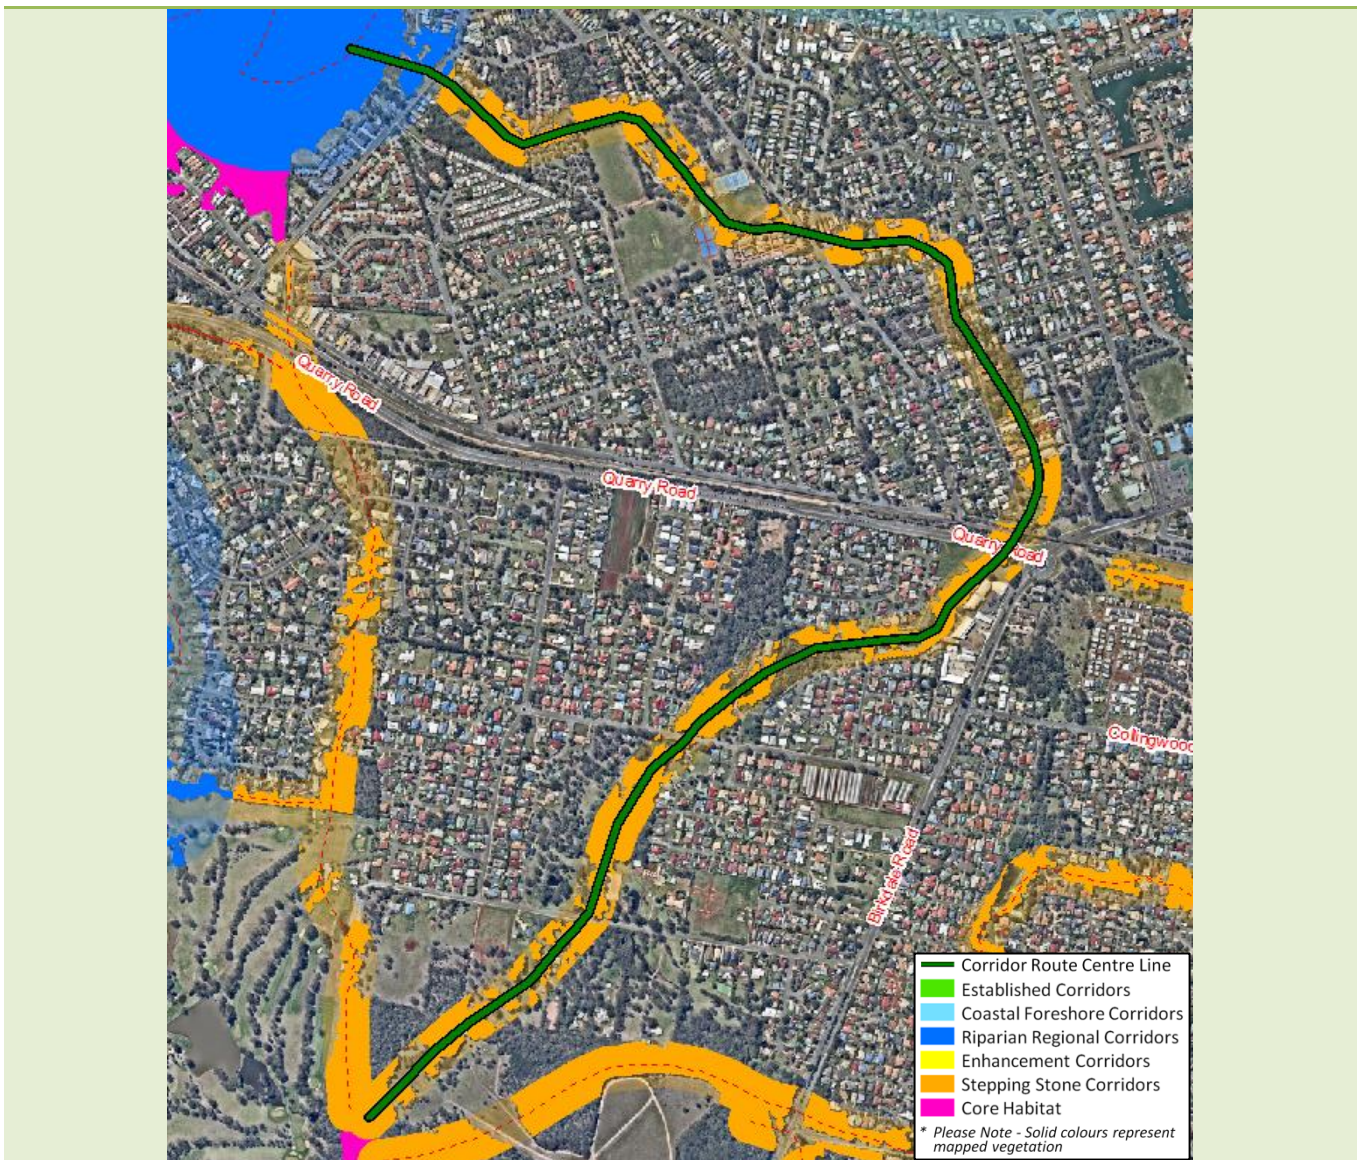 Quarry Road
Quarry Road
Quarry Road
Collingwood
Birkdale Road
Corridor Route Centre Line
Established Corridors
Coastal Foreshore Corridors
Riparian Regional Corridors
Enhancement Corridors
Stepping Stone Corridors
Core Habitat
* Please Note - Solid colours represent
mapped vegetation